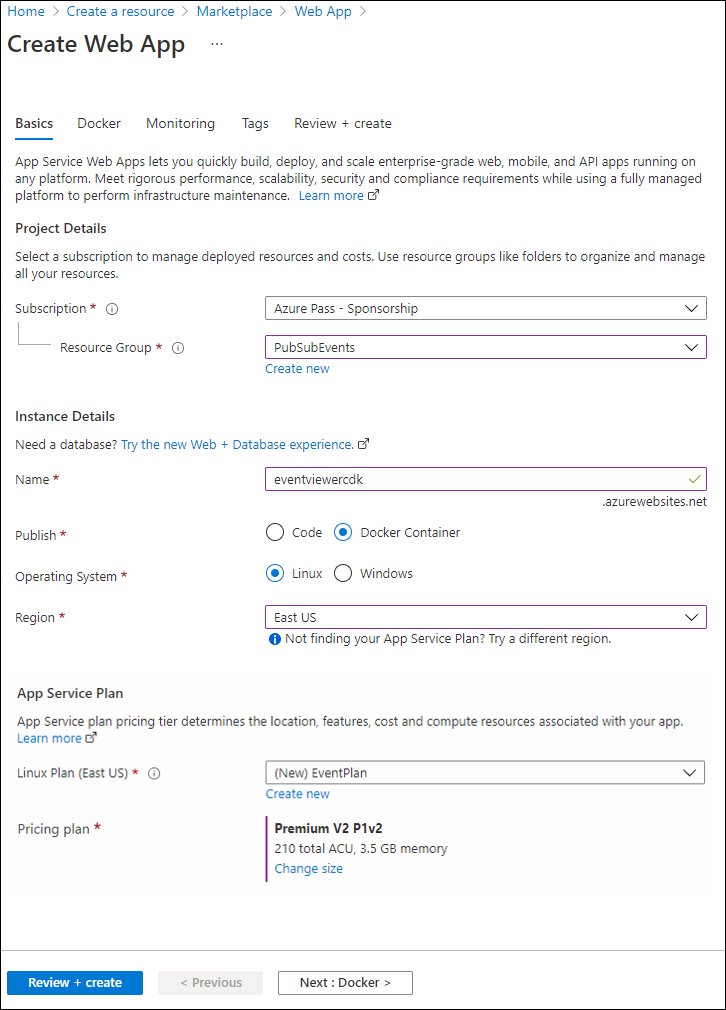 Home > Create a resource > Marketplace > Web App >
Create Web App ...
Basics Docker Monitoring Tags Review + create
App Service Web Apps lets you quickly build, deploy, and scale enterprise-grade web, mobile, and API apps running on
any platform. Meet rigorous performance, scalability, security and compliance requirements while using a fully managed
platform to perform infrastructure maintenance. Learn more
Project Details
Select a subscription to manage deployed resources and costs. Use resource groups like folders to organize and manage
all your resources.
Subscription * Azure Pass - Sponsorship
Resource Group * PubSubEvents
Create new
Instance Details
Need a database? Try the new Web + Database experience.
Name * eventviewercdk
.azurewebsites.net
Publish * Code Docker Container
Operating System * Linux Windows
Region * East US
Not finding your App Service Plan? Try a different region.
App Service Plan
App Service plan pricing tier determines the location, features, cost and compute resources associated with your app.
Learn more
Linux Plan (East US) * (New) EventPlan
Create new
Pricing plan * Premium V2 P1v2
210 total ACU, 3.5 GB memory
Change size
Review + create < Previous Next : Docker >